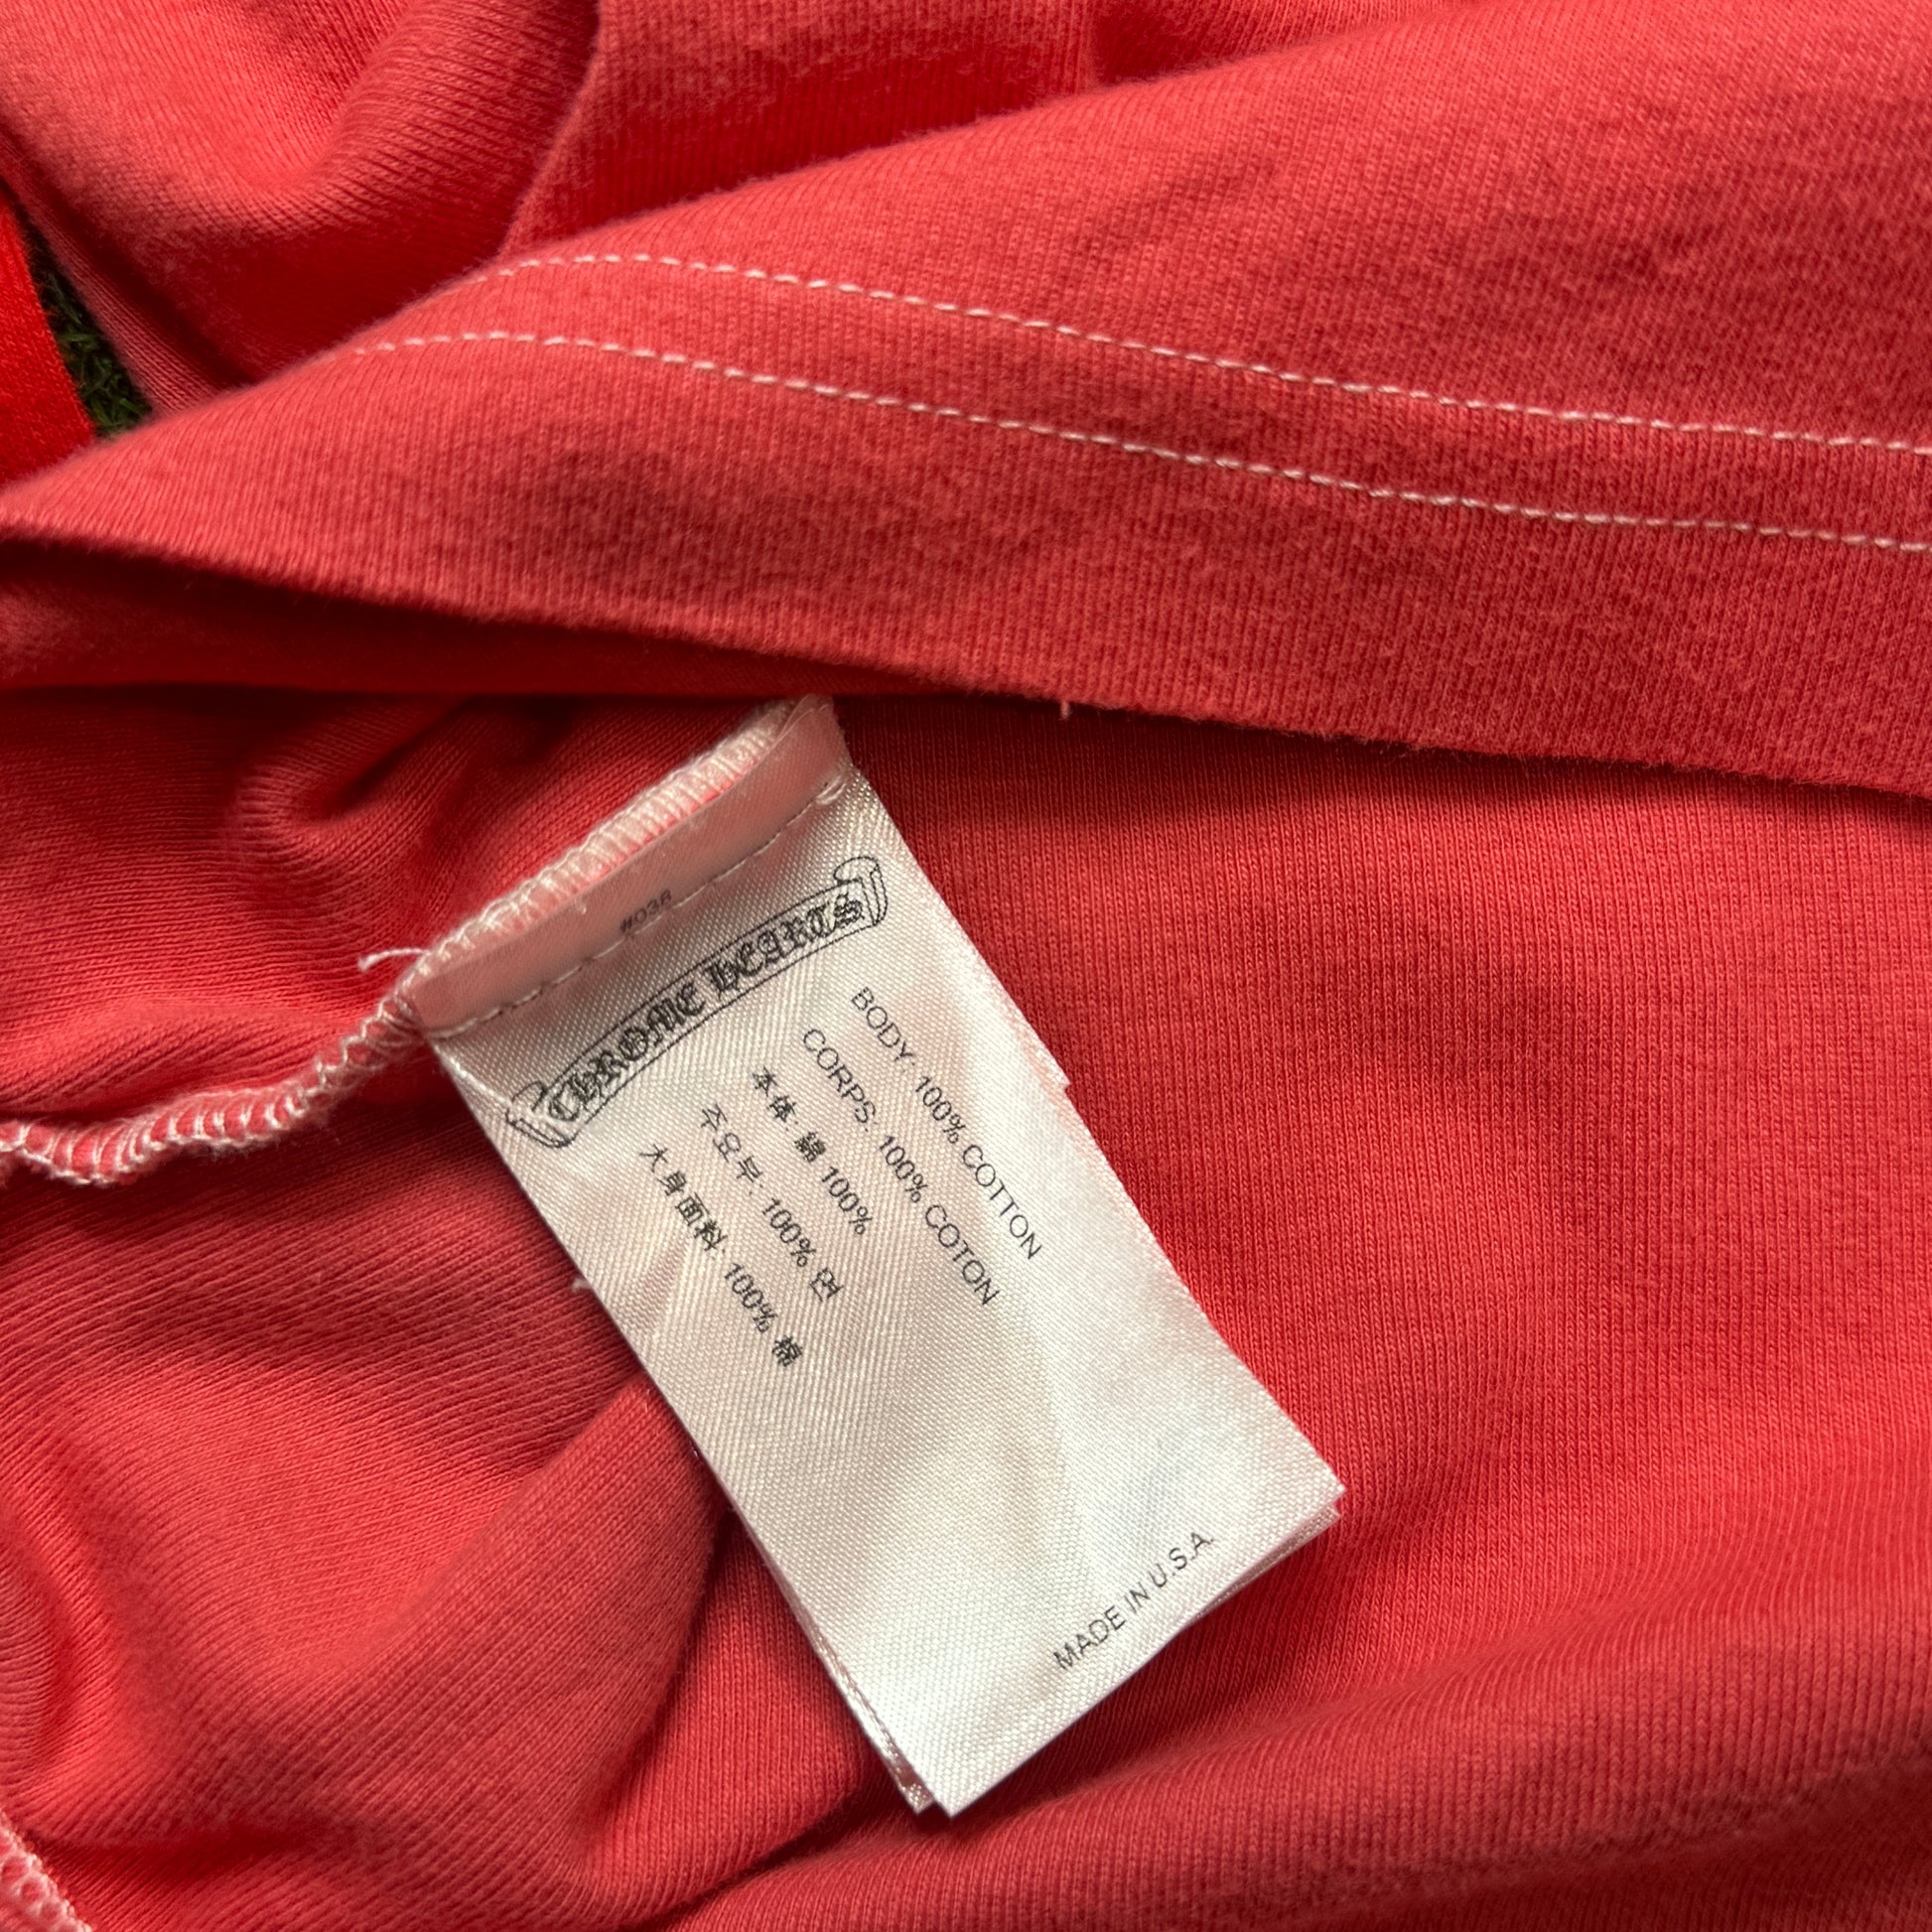 #036
CHROME HEARTS
BODY: 100% COTTON
CORPS: 100% COTON
本体: 綿 100%
주요부: 100% 면
大身面料: 100% 棉
MADE IN U.S.A.